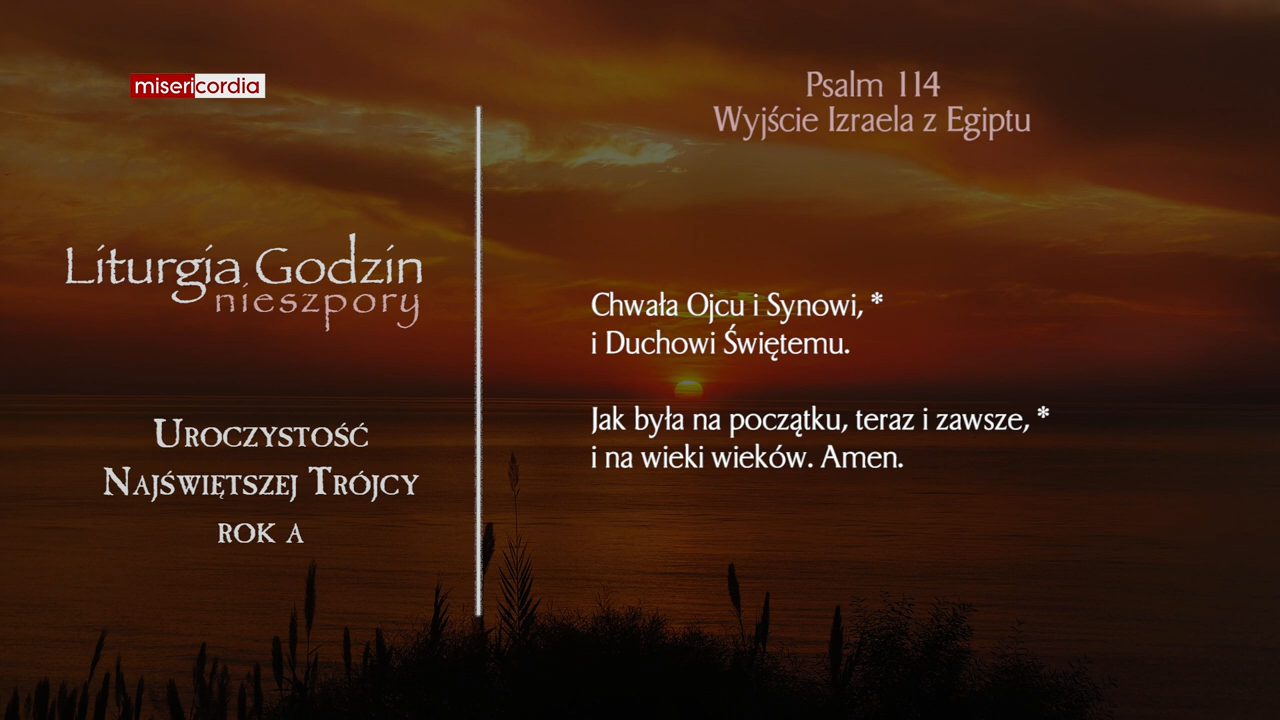 misericordia
Liturgia Godzin
nieszpory
Uroczystość
Najświętszej Trójcy
rok a
Psalm 114
Wyjście Izraela z Egiptu
Chwała Ojcu i Synowi, *
i Duchowi Świętemu.
Jak była na początku, teraz i zawsze, *
i na wieki wieków. Amen.